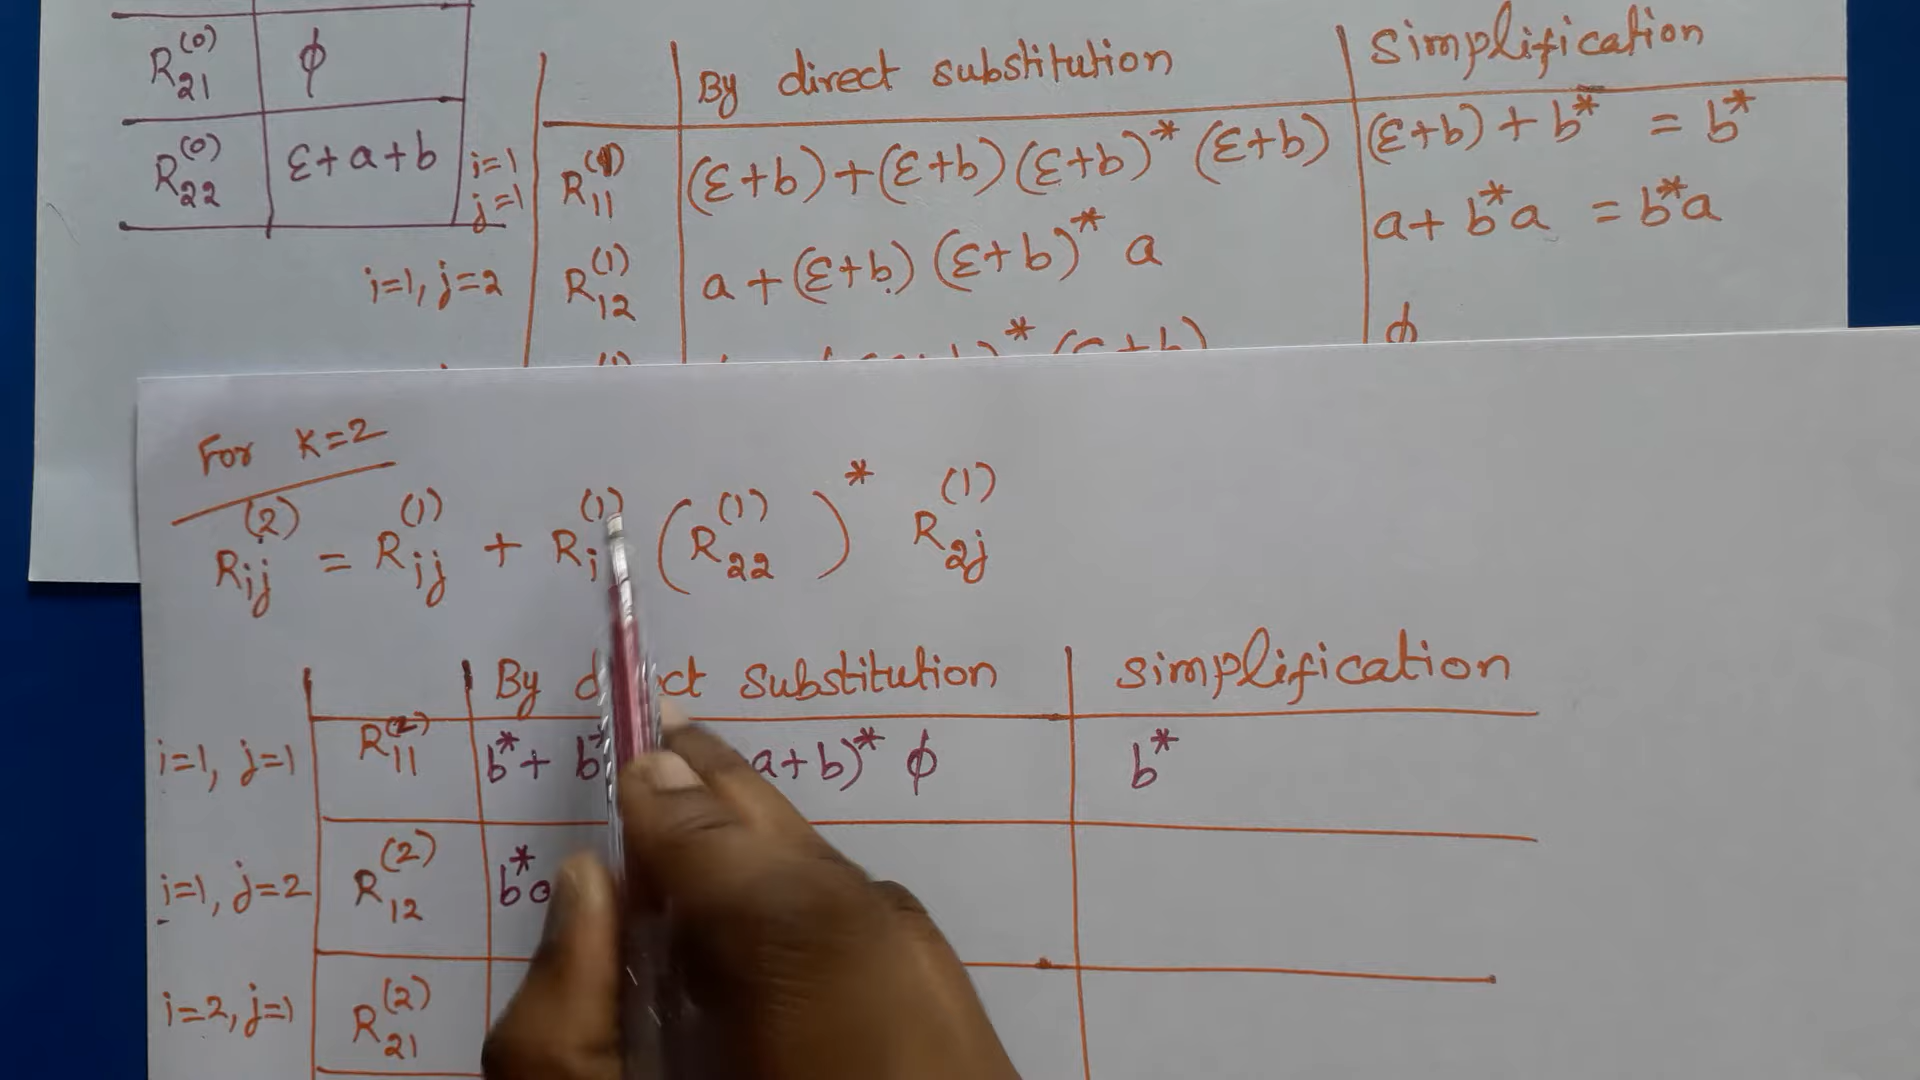 R21^(0) ϕ
R22^(0) ε+a+b
By direct substitution Simplification
i=1 j=1 R11^(1) (ε+b)+(ε+b)(ε+b)* (ε+b) (ε+b)+b* = b*
i=1, j=2 R12^(1) a+(ε+b)(ε+b)* a a+b*a = b*a
ϕ
For K=2
Rij^(2) = Rij^(1) + Ri^(1) (R22^(1))* R2j^(1)
By direct substitution Simplification
i=1, j=1 R11^(2) b*+ b* a+b)* ϕ b*
i=1, j=2 R12^(2) b*a
i=2, j=1 R21^(2)